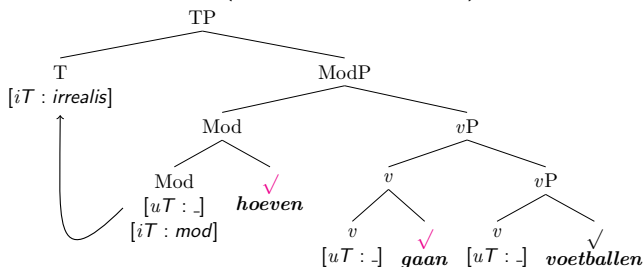 TP
T ModP
[iT : irrealis]
Mod vP
Mod √ v vP
[uT : _] hoeven
[iT : mod] v √ v √
[uT : _] gaan [uT : _] voetballen